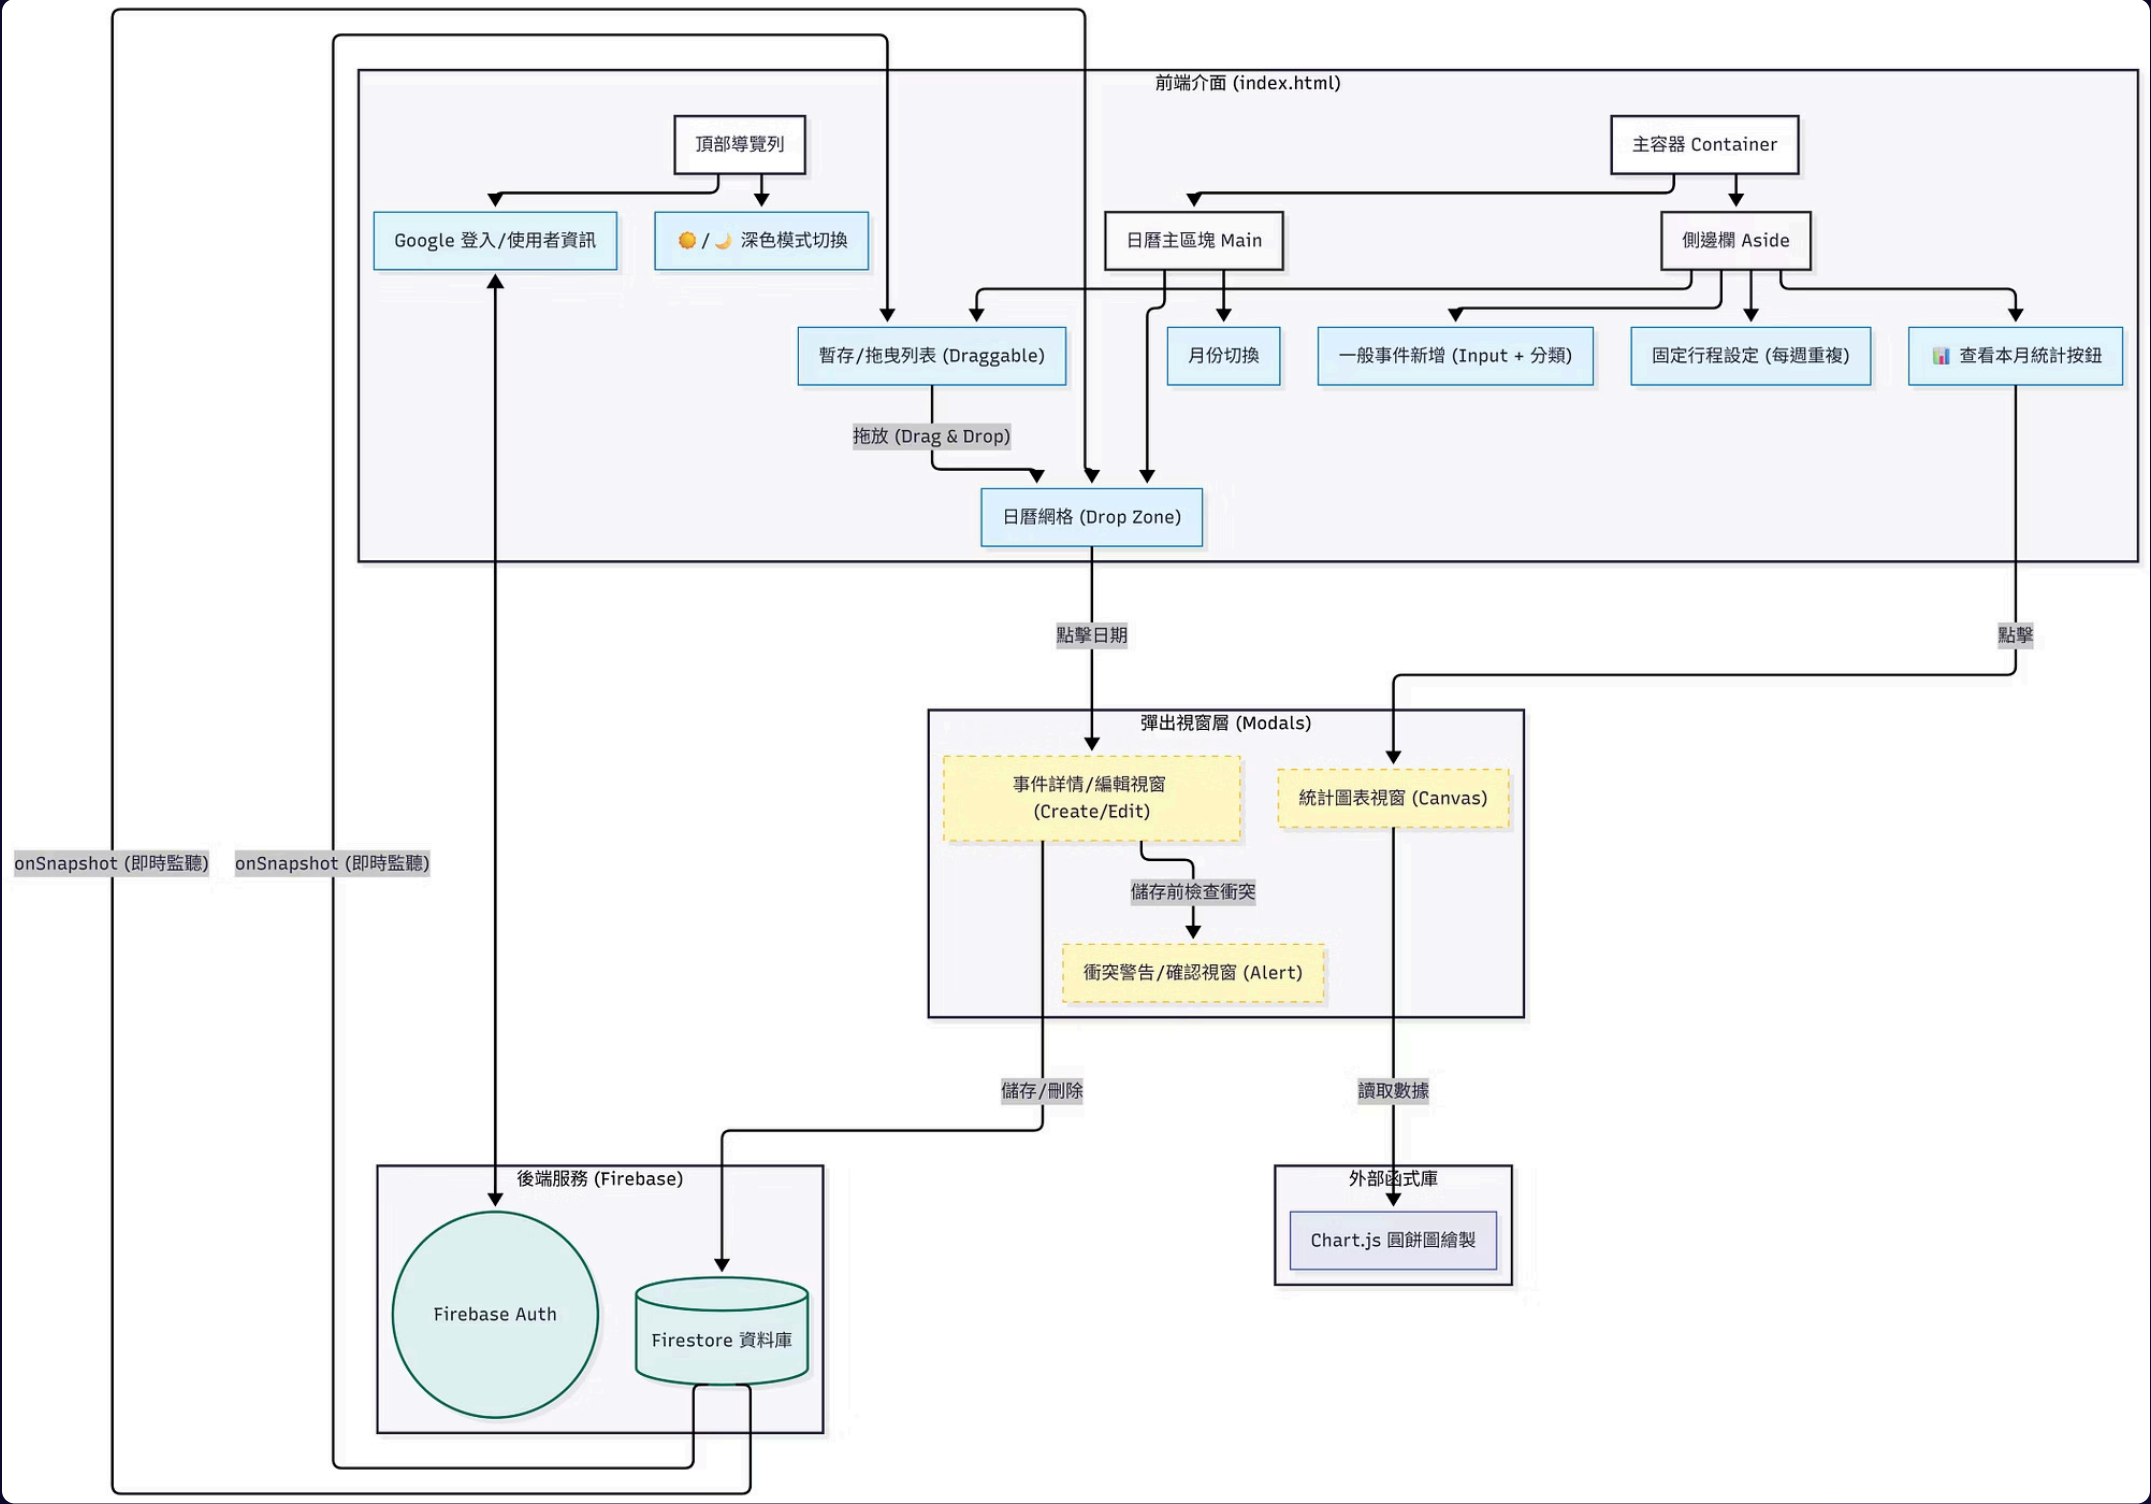 前端介面 (index.html)
頂部導覽列
主容器 Container
Google 登入/使用者資訊
☀️ / 🌙 深色模式切換
日曆主區塊 Main
側邊欄 Aside
暫存/拖曳列表 (Draggable)
月份切換
一般事件新增 (Input + 分類)
固定行程設定 (每週重複)
📊 查看本月統計按鈕
拖放 (Drag & Drop)
日曆網格 (Drop Zone)
點擊日期
點擊
彈出視窗層 (Modals)
事件詳情/編輯視窗
(Create/Edit)
統計圖表視窗 (Canvas)
onSnapshot (即時監聽)
onSnapshot (即時監聽)
儲存前檢查衝突
衝突警告/確認視窗 (Alert)
儲存/刪除
讀取數據
後端服務 (Firebase)
外部函式庫
Chart.js 圓餅圖繪製
Firebase Auth
Firestore 資料庫